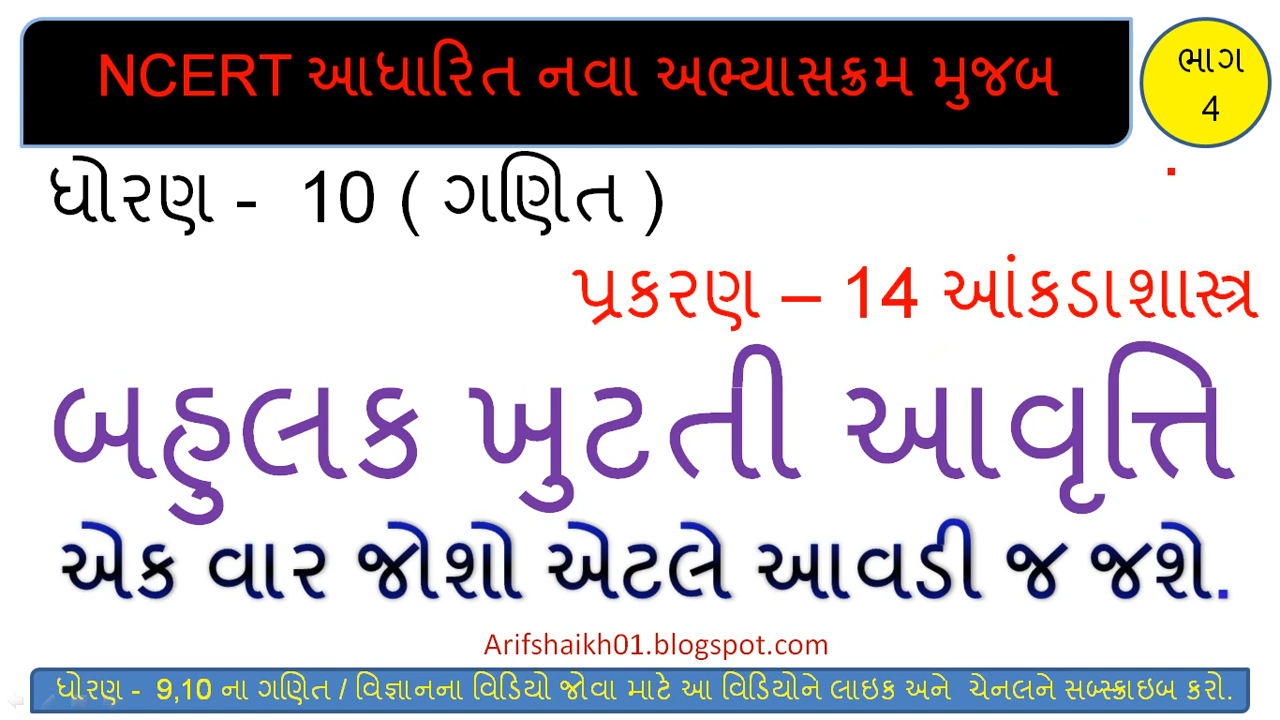 NCERT આધારિત નવા અભ્યાસક્રમ મુજબ
ભાગ
4
ધોરણ - 10 ( ગણિત )
પ્રકરણ – 14 આંકડાશાસ્ત્ર
બહુલક ખુટતી આવૃત્તિ
એક વાર જોશો એટલે આવડી જ જશે.
Arifshaikh01.blogspot.com
ધોરણ - 9,10 ના ગણિત / વિજ્ઞાનના વિડિયો જોવા માટે આ વિડિયોને લાઇક અને ચેનલને સબ્સ્ક્રાઇબ કરો.